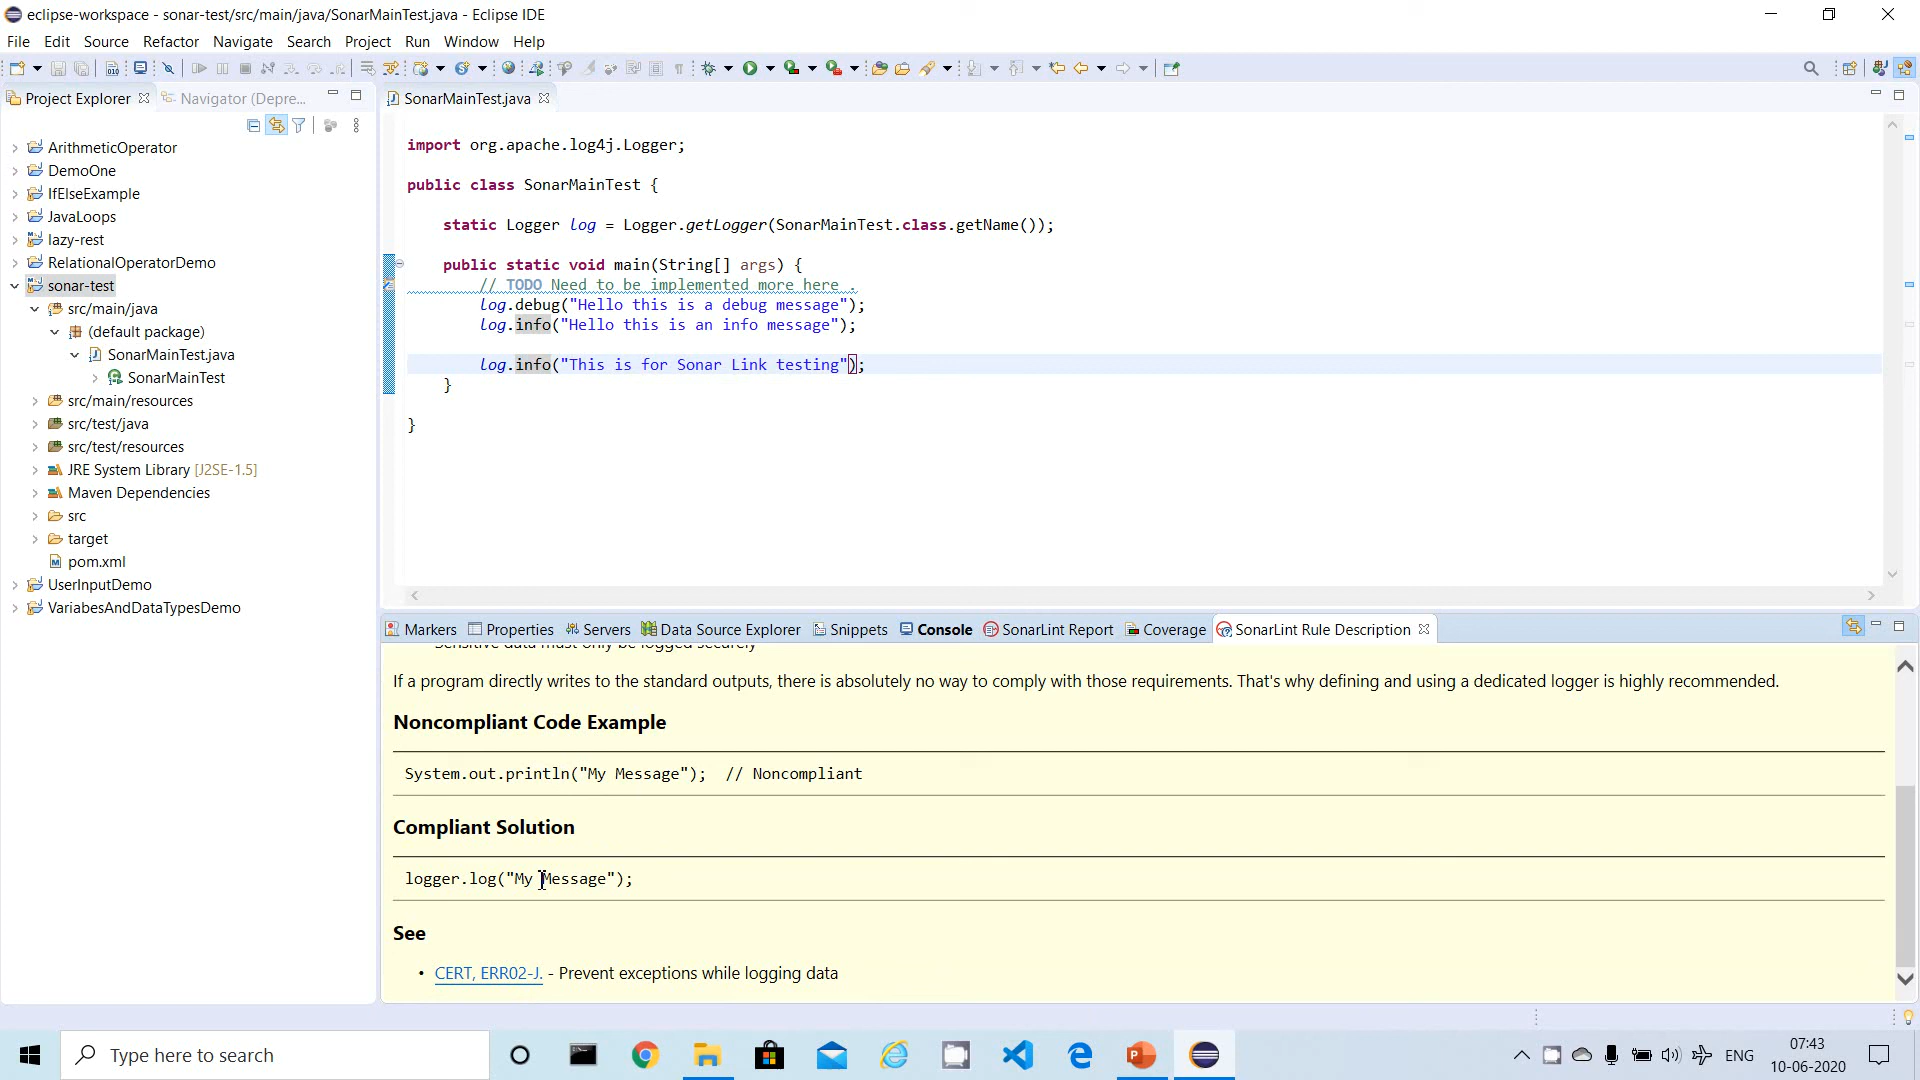 eclipse-workspace - sonar-test/src/main/java/SonarMainTest.java - Eclipse IDE
File Edit Source Refactor Navigate Search Project Run Window Help
Project Explorer
Navigator (Depre...
ArithmeticOperator
DemoOne
IfElseExample
JavaLoops
lazy-rest
RelationalOperatorDemo
sonar-test
src/main/java
(default package)
SonarMainTest.java
SonarMainTest
src/main/resources
src/test/java
src/test/resources
JRE System Library [J2SE-1.5]
Maven Dependencies
src
target
pom.xml
UserInputDemo
VariabesAndDataTypesDemo
SonarMainTest.java
import org.apache.log4j.Logger;
public class SonarMainTest {
static Logger log = Logger.getLogger(SonarMainTest.class.getName());
public static void main(String[] args) {
// TODO Need to be implemented more here .
log.debug("Hello this is a debug message");
log.info("Hello this is an info message");
log.info("This is for Sonar Link testing");
}
}
Markers Properties Servers Data Source Explorer Snippets Console SonarLint Report Coverage SonarLint Rule Description
Sensitive data must only be logged securely
If a program directly writes to the standard outputs, there is absolutely no way to comply with those requirements. That's why defining and using a dedicated logger is highly recommended.
Noncompliant Code Example
System.out.println("My Message");  // Noncompliant
Compliant Solution
logger.log("My Message");
See
• CERT, ERR02-J. - Prevent exceptions while logging data
Type here to search
ENG
07:43
10-06-2020